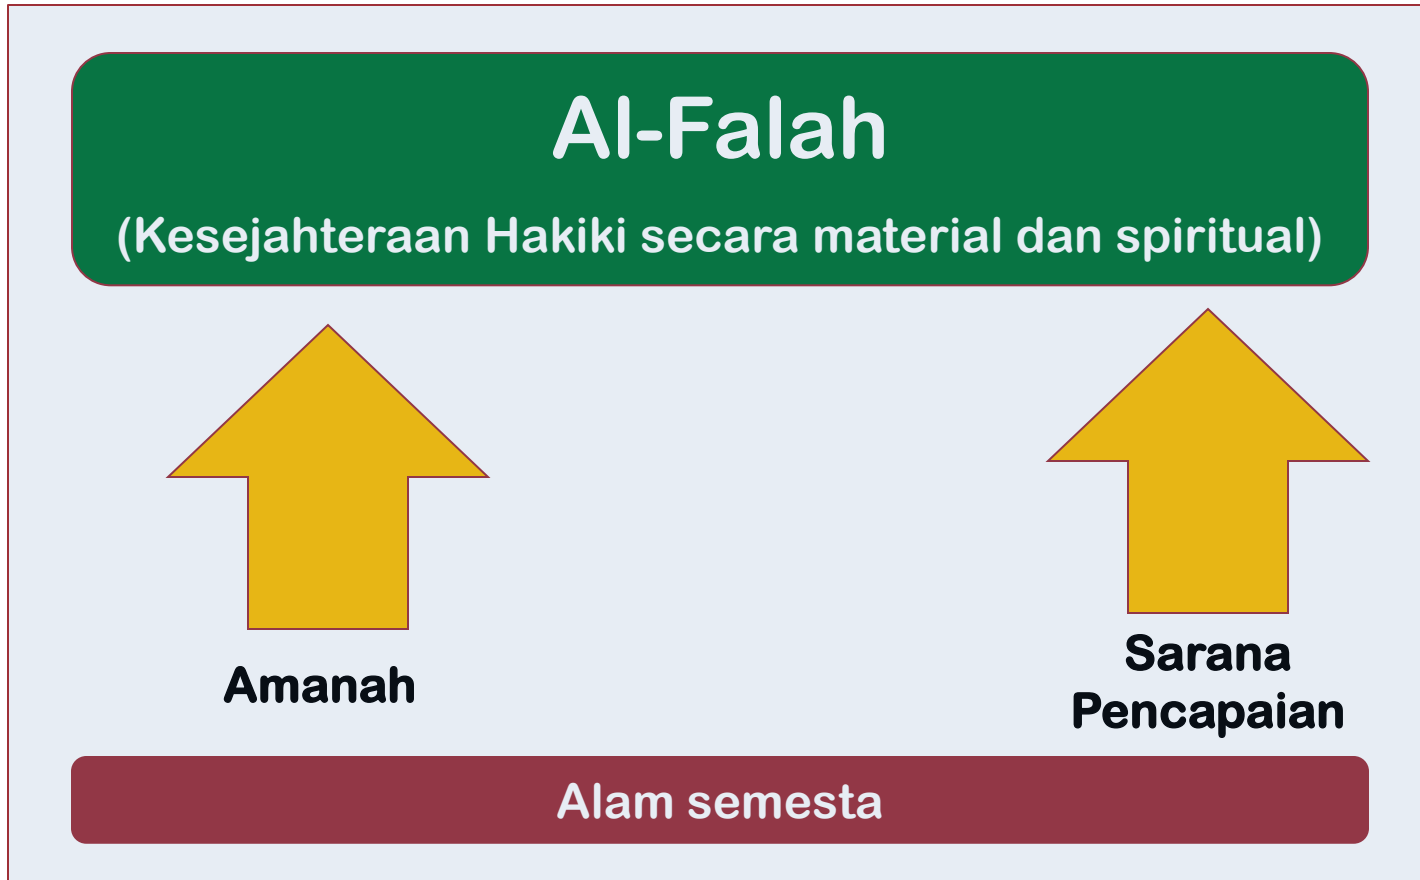 Al-Falah
(Kesejahteraan Hakiki secara material dan spiritual)
Amanah
Sarana
Pencapaian
Alam semesta